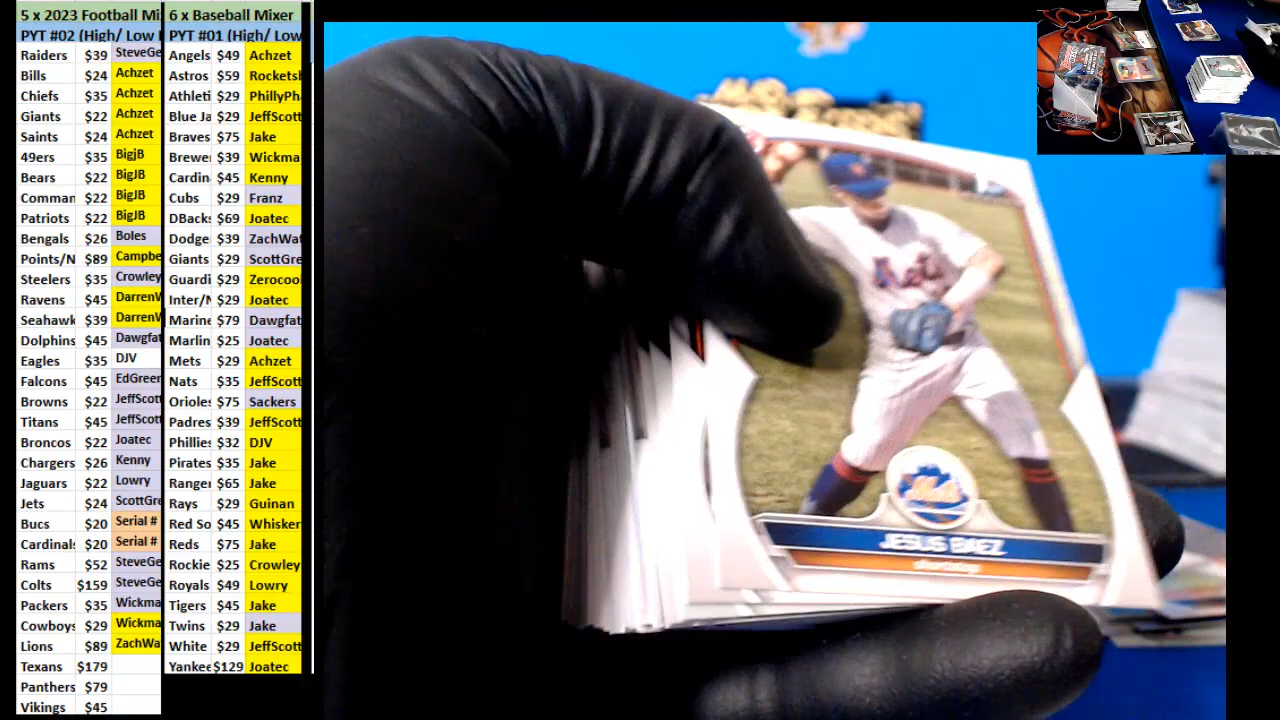 5 x 2023 Football Mi
PYT #02 (High/ Low
Raiders $39 SteveGe
Bills $24 Achzet
Chiefs $35 Achzet
Giants $22 Achzet
Saints $24 Achzet
49ers $35 BigjB
Bears $22 BigJB
Comman $22 BigJB
Patriots $22 BigJB
Bengals $26 Boles
Points/N $89 Campbe
Steelers $35 Crowley
Ravens $45 DarrenW
Seahawk $39 DarrenW
Dolphins $45 Dawgfat
Eagles $35 DJV
Falcons $45 EdGreer
Browns $22 JeffScott
Titans $45 JeffScott
Broncos $22 Joatec
Chargers $26 Kenny
Jaguars $22 Lowry
Jets $24 ScottGre
Bucs $20 Serial #
Cardinals $20 Serial #
Rams $52 SteveGe
Colts $159 SteveGe
Packers $35 Wickma
Cowboys $29 Wickma
Lions $89 ZachWa
Texans $179
Panthers $79
Vikings $45
6 x Baseball Mixer
PYT #01 (High/ Low
Angels $49 Achzet
Astros $59 Rocketsh
Athleti $29 PhillyPh
Blue Ja $29 JeffScott
Braves $75 Jake
Brewe $39 Wickma
Cardin $45 Kenny
Cubs $29 Franz
DBacks $69 Joatec
Dodge $39 ZachWat
Giants $29 ScottGre
Guardi $29 Zerocool
Inter/N $29 Joatec
Marine $79 Dawgfat
Marlin $25 Joatec
Mets $29 Achzet
Nats $35 JeffScott
Orioles $75 Sackers
Padres $39 JeffScott
Phillies $32 DJV
Pirates $35 Jake
Ranger $65 Jake
Rays $29 Guinan
Red So $45 Whisker
Reds $75 Jake
Rockie $25 Crowley
Royals $49 Lowry
Tigers $45 Jake
Twins $29 Jake
White $29 JeffScott
Yankee $129 Joatec
Mets
JESUS BAEZ